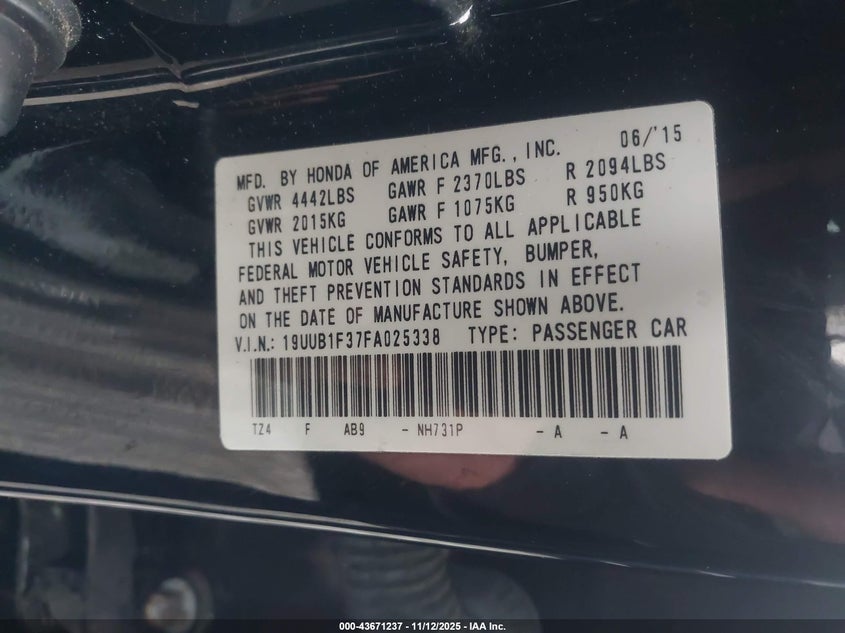 06/'15
MFD. BY HONDA OF AMERICA MFG., INC.
GVWR 4442LBS GAWR F 2370LBS R 2094LBS
GVWR 2015KG GAWR F 1075KG R 950KG
THIS VEHICLE CONFORMS TO ALL APPLICABLE
FEDERAL MOTOR VEHICLE SAFETY, BUMPER,
AND THEFT PREVENTION STANDARDS IN EFFECT
ON THE DATE OF MANUFACTURE SHOWN ABOVE.
V.I.N.: 19UUB1F37FA025338 TYPE: PASSENGER CAR
TZ4 F AB9 - NH731P - A - A
000-43671237 - 11/12/2025 - IAA Inc.